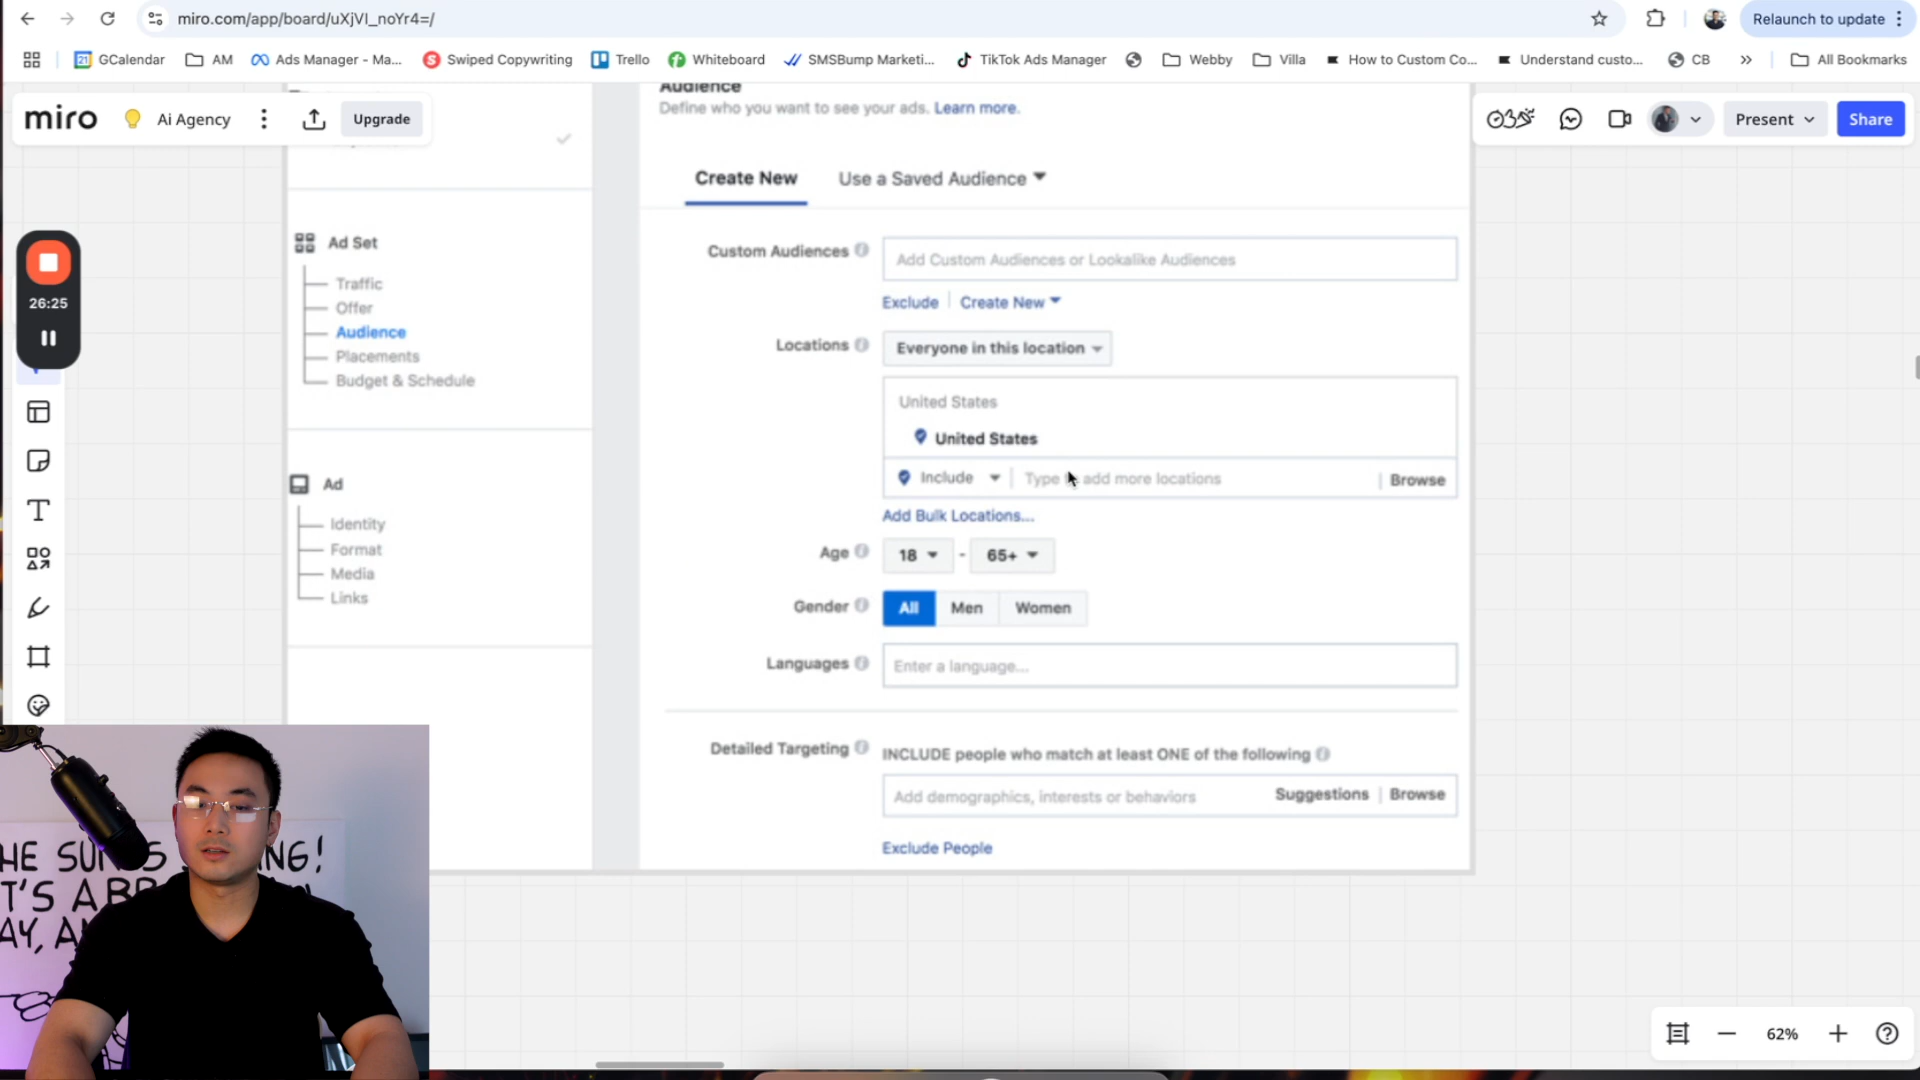 miro.com/app/board/uXjVI_noYr4=/
Relaunch to update
GCalendar
AM
Ads Manager - Ma...
Swiped Copywriting
Trello
Whiteboard
SMSBump Marketi...
TikTok Ads Manager
Webby
Villa
How to Custom Co...
Understand custo...
CB
All Bookmarks
miro
Ai Agency
Upgrade
Present
Share
Audience
Define who you want to see your ads. Learn more.
Create New
Use a Saved Audience
26:25
Ad Set
Traffic
Offer
Audience
Placements
Budget & Schedule
Ad
Identity
Format
Media
Links
Custom Audiences
Add Custom Audiences or Lookalike Audiences
Exclude | Create New
Locations
Everyone in this location
United States
United States
Include
Type add more locations
Browse
Add Bulk Locations...
Age
18 - 65+
Gender
All Men Women
Languages
Enter a language...
Detailed Targeting
INCLUDE people who match at least ONE of the following
Add demographics, interests or behaviors
Suggestions | Browse
Exclude People
62%